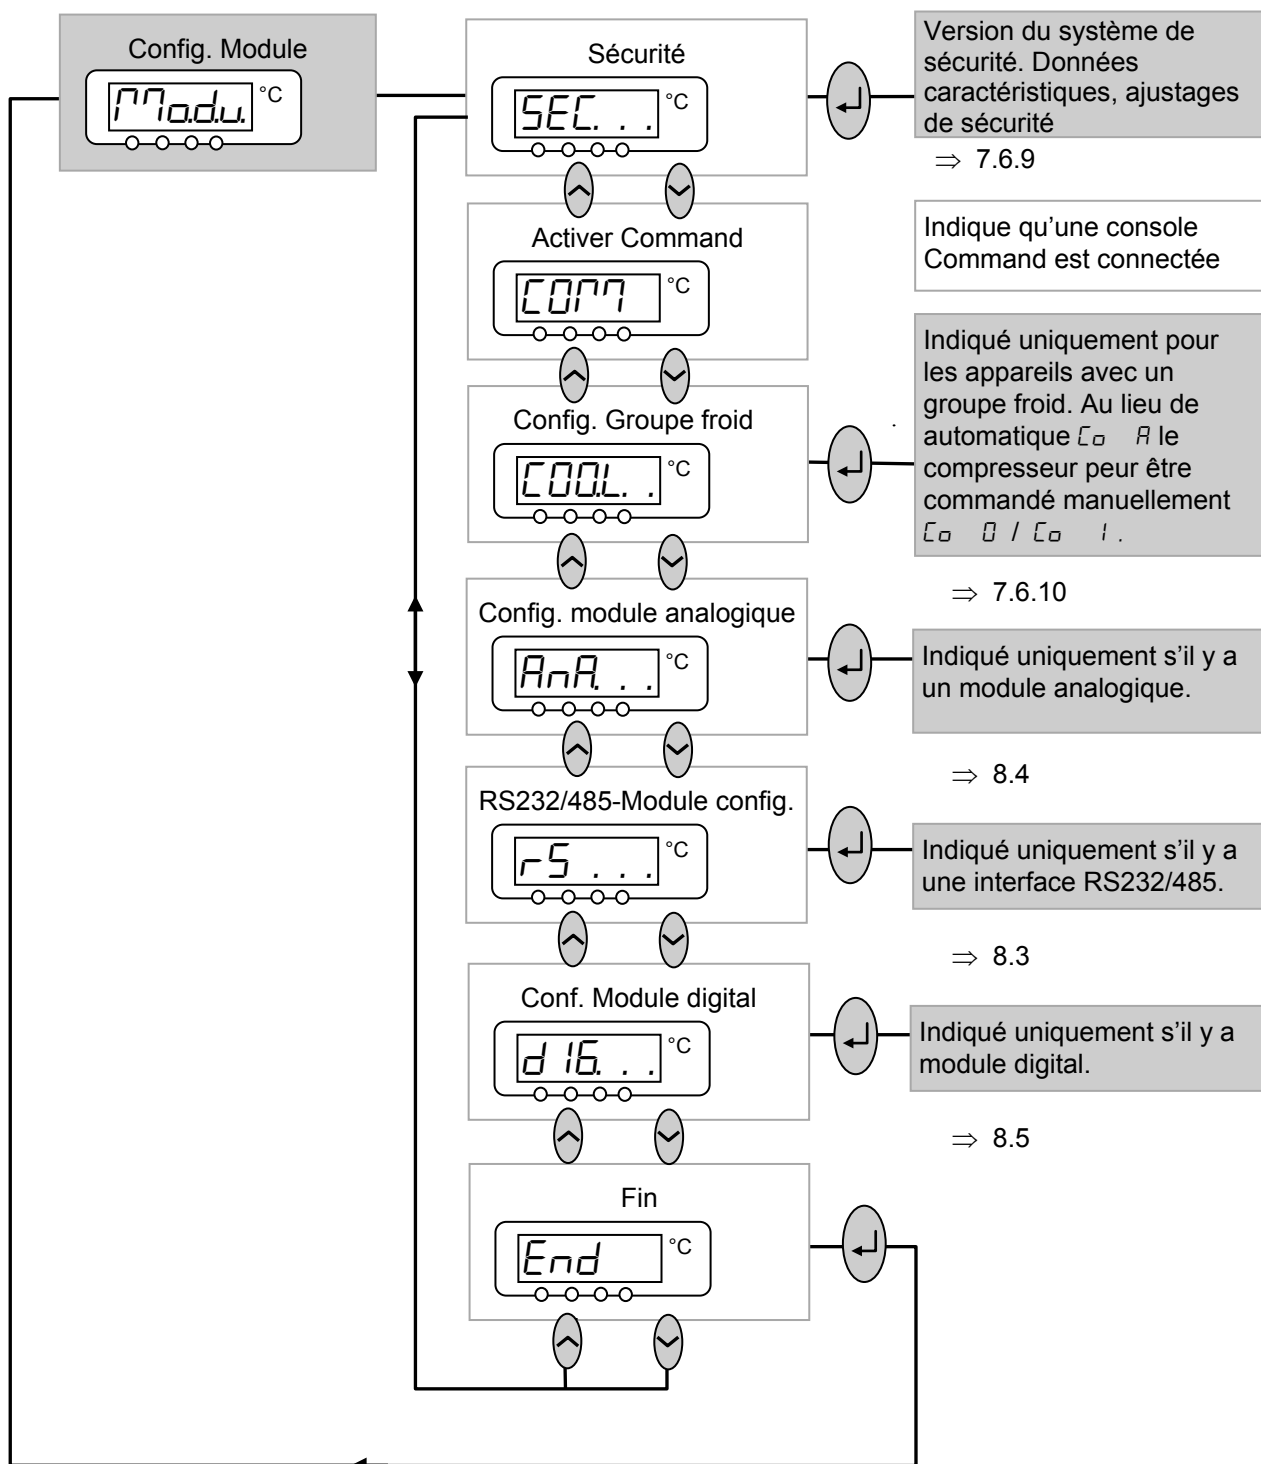 Config. Module
Modu.
°C
Sécurité
SEC. . .
°C
Version du système de
sécurité. Données
caractéristiques, ajustages
de sécurité
⇒ 7.6.9
Activer Command
COM
°C
Indique qu’une console
Command est connectée
Config. Groupe froid
COOL. .
°C
Indiqué uniquement pour
les appareils avec un
groupe froid. Au lieu de
automatique Co A le
compresseur peur être
commandé manuellement
Co 0 / Co 1.
⇒ 7.6.10
Config. module analogique
AnA. . .
°C
Indiqué uniquement s’il y a
un module analogique.
⇒ 8.4
RS232/485-Module config.
rS . . .
°C
Indiqué uniquement s’il y a
une interface RS232/485.
⇒ 8.3
Conf. Module digital
dIG. . .
°C
Indiqué uniquement s’il y a
module digital.
⇒ 8.5
Fin
End
°C